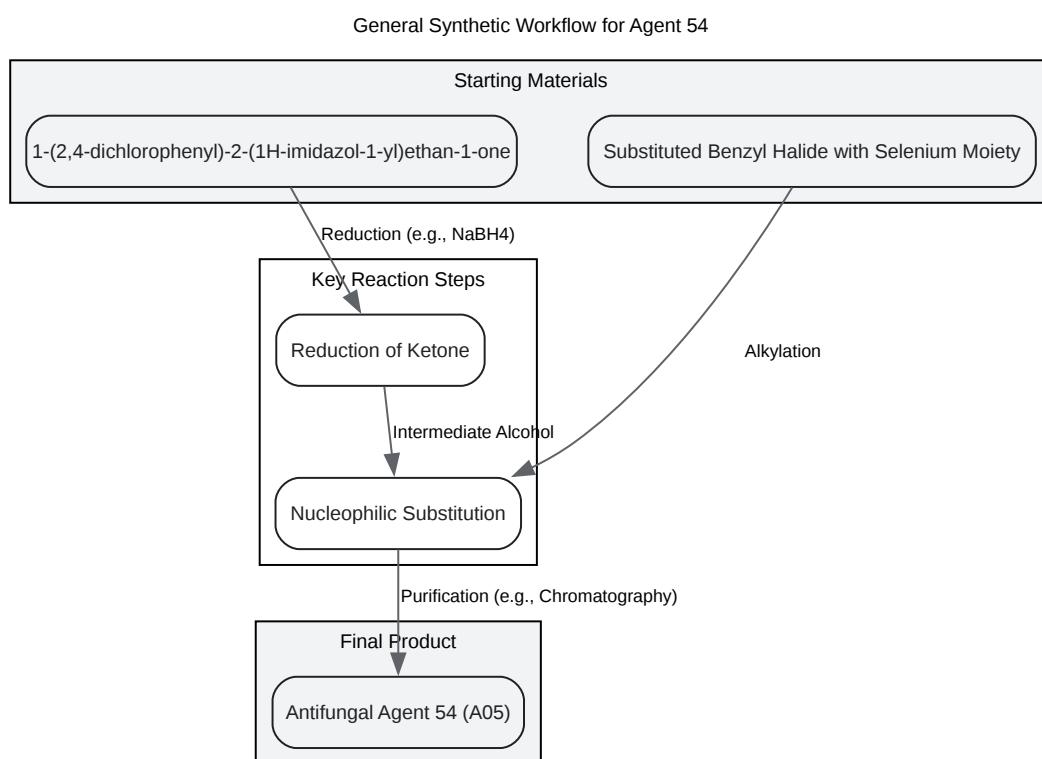 General Synthetic Workflow for Agent 54
Starting Materials
1-(2,4-dichlorophenyl)-2-(1H-imidazol-1-yl)ethan-1-one
Substituted Benzyl Halide with Selenium Moiety
Reduction (e.g., NaBH4)
Key Reaction Steps
Reduction of Ketone
Alkylation
Intermediate Alcohol
Nucleophilic Substitution
Purification (e.g., Chromatography)
Final Product
Antifungal Agent 54 (A05)